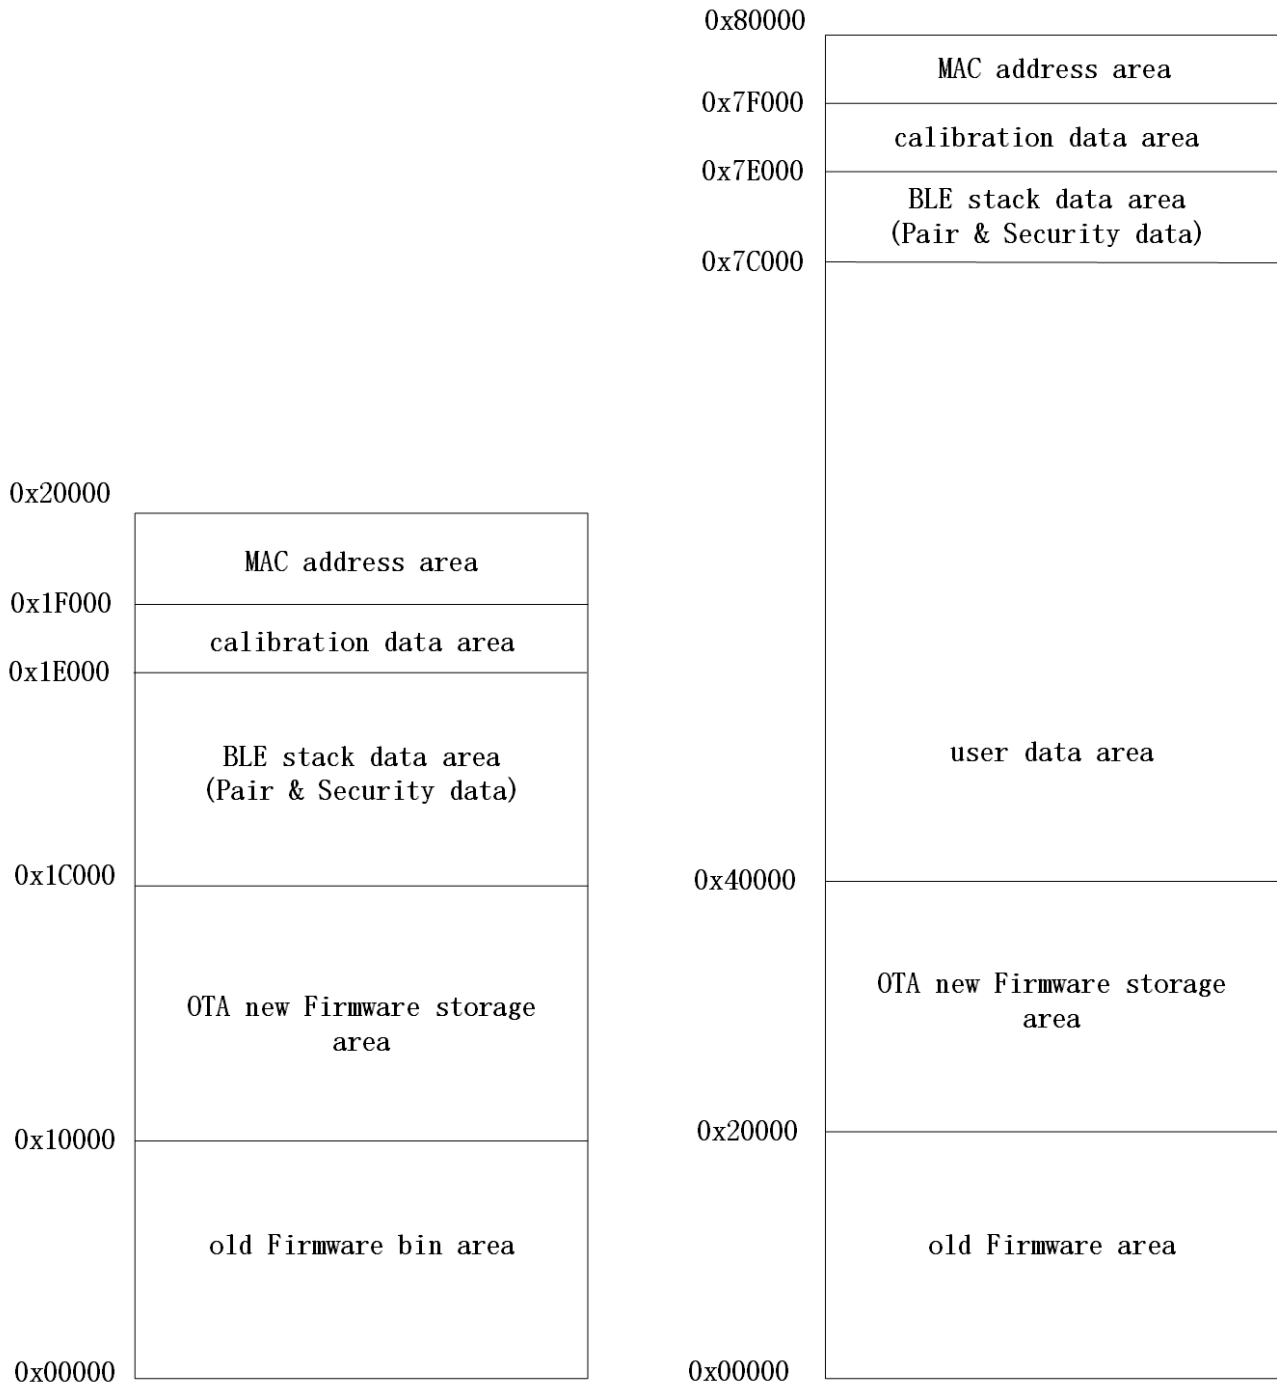 0x20000
MAC address area
0x1F000
calibration data area
0x1E000
BLE stack data area
(Pair & Security data)
0x1C000
OTA new Firmware storage
area
0x10000
old Firmware bin area
0x00000
0x80000
MAC address area
0x7F000
calibration data area
0x7E000
BLE stack data area
(Pair & Security data)
0x7C000
user data area
0x40000
OTA new Firmware storage
area
0x20000
old Firmware area
0x00000